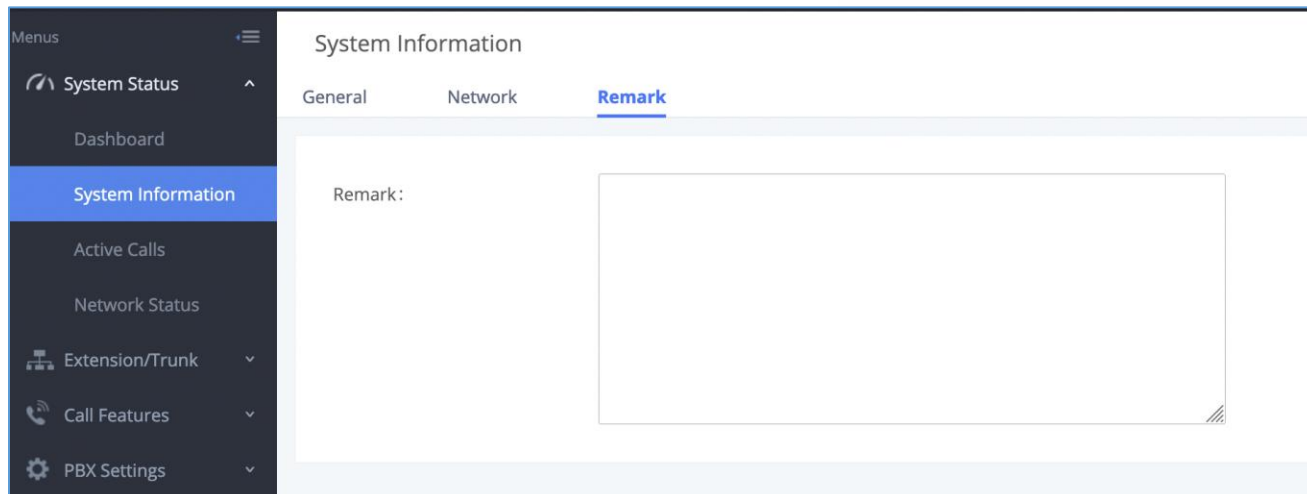 Menus
System Status
Dashboard
System Information
Active Calls
Network Status
Extension/Trunk
Call Features
PBX Settings
System Information
General Network Remark
Remark: